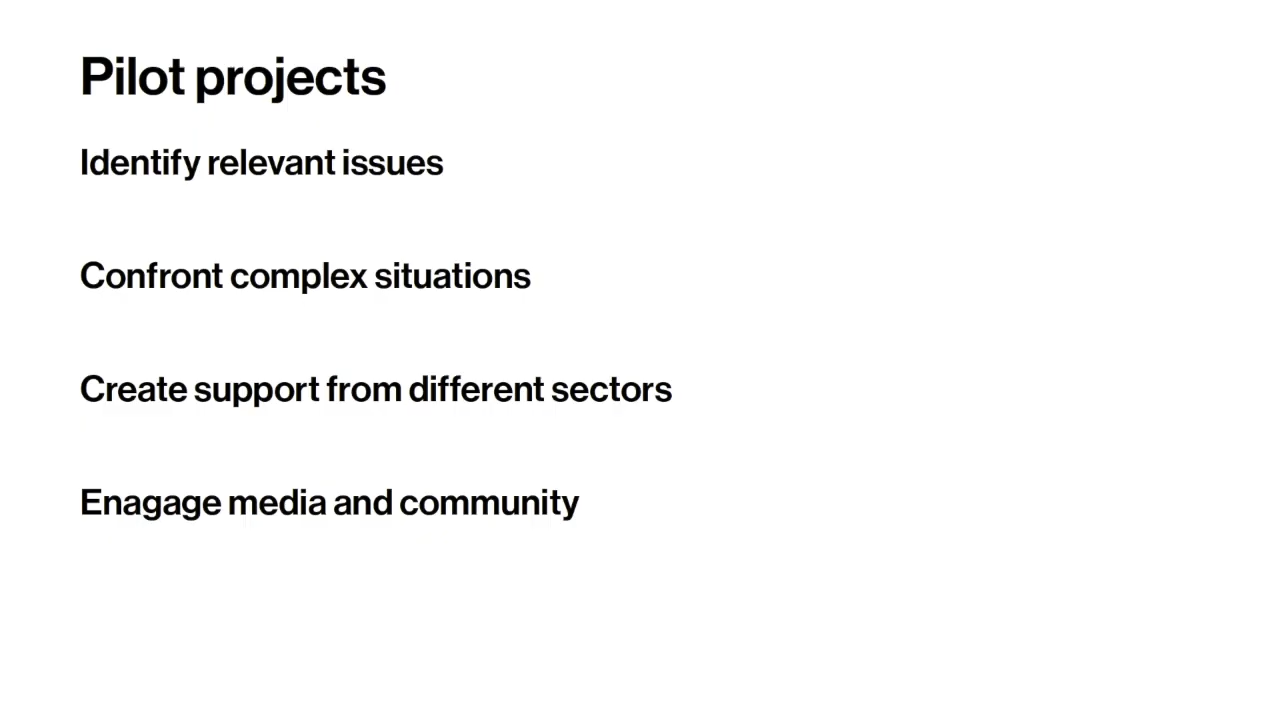 Pilot projects
Identify relevant issues
Confront complex situations
Create support from different sectors
Enagage media and community